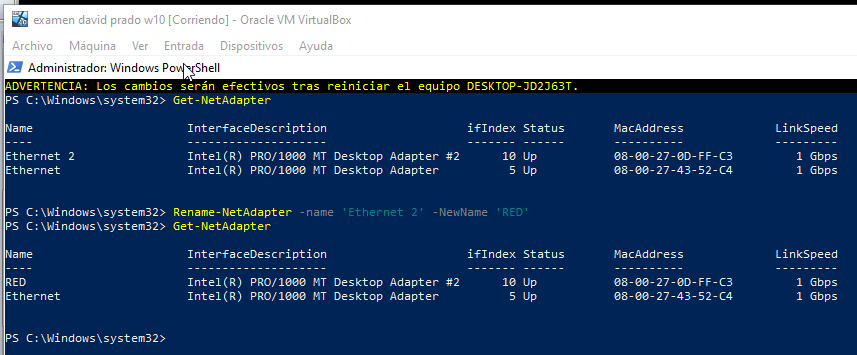 examen david prado w10 [Corriendo] - Oracle VM VirtualBox
Archivo Máquina Ver Entrada Dispositivos Ayuda
Administrador: Windows PowerShell
ADVERTENCIA: Los cambios serán efectivos tras reiniciar el equipo DESKTOP-JD2J63T.
PS C:\Windows\system32> Get-NetAdapter
Name InterfaceDescription ifIndex Status MacAddress LinkSpeed
---- -------------------- ------- ------ ---------- ---------
Ethernet 2 Intel(R) PRO/1000 MT Desktop Adapter #2 10 Up 08-00-27-0D-FF-C3 1 Gbps
Ethernet Intel(R) PRO/1000 MT Desktop Adapter 5 Up 08-00-27-43-52-C4 1 Gbps
PS C:\Windows\system32> Rename-NetAdapter -name 'Ethernet 2' -NewName 'RED'
PS C:\Windows\system32> Get-NetAdapter
Name InterfaceDescription ifIndex Status MacAddress LinkSpeed
---- -------------------- ------- ------ ---------- ---------
RED Intel(R) PRO/1000 MT Desktop Adapter #2 10 Up 08-00-27-0D-FF-C3 1 Gbps
Ethernet Intel(R) PRO/1000 MT Desktop Adapter 5 Up 08-00-27-43-52-C4 1 Gbps
PS C:\Windows\system32>